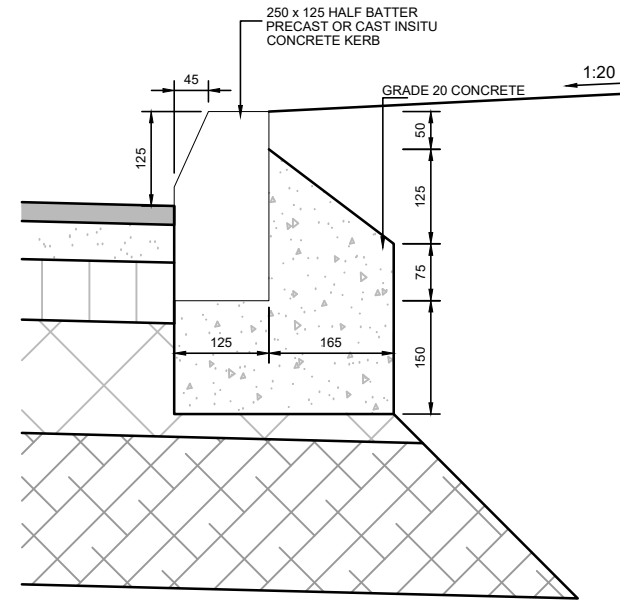 250 x 125 HALF BATTER
PRECAST OR CAST INSITU
CONCRETE KERB
45
1:20
GRADE 20 CONCRETE
125
50
125
75
150
125
165